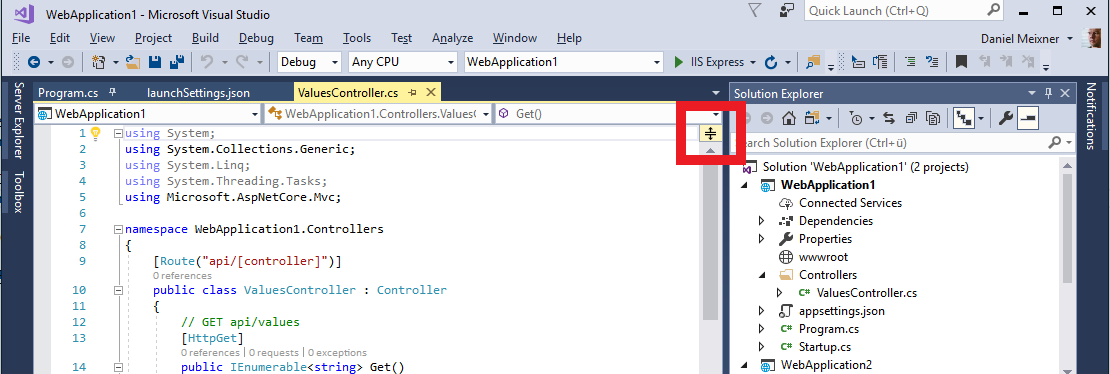 WebApplication1 - Microsoft Visual Studio
Quick Launch (Ctrl+Q)
File Edit View Project Build Debug Team Tools Test Analyze Window Help
Daniel Meixner
Debug Any CPU WebApplication1 IIS Express
Program.cs launchSettings.json ValuesController.cs
WebApplication1 WebApplication1.Controllers.ValuesC Get()
Server Explorer
Toolbox
1 using System;
2 using System.Collections.Generic;
3 using System.Linq;
4 using System.Threading.Tasks;
5 using Microsoft.AspNetCore.Mvc;
6
7 namespace WebApplication1.Controllers
8 {
9 [Route("api/[controller]")]
0 references
10 public class ValuesController : Controller
11 {
12 // GET api/values
13 [HttpGet]
0 references | 0 requests | 0 exceptions
14 public IEnumerable<string> Get()
Solution Explorer
earch Solution Explorer (Ctrl+ü)
Solution 'WebApplication1' (2 projects)
WebApplication1
Connected Services
Dependencies
Properties
wwwroot
Controllers
C# ValuesController.cs
appsettings.json
C# Program.cs
C# Startup.cs
WebApplication2
Notifications